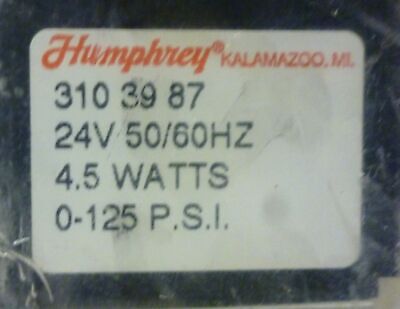 Humphrey® KALAMAZOO, MI.
310 39 87
24V 50/60HZ
4.5 WATTS
0-125 P.S.I.